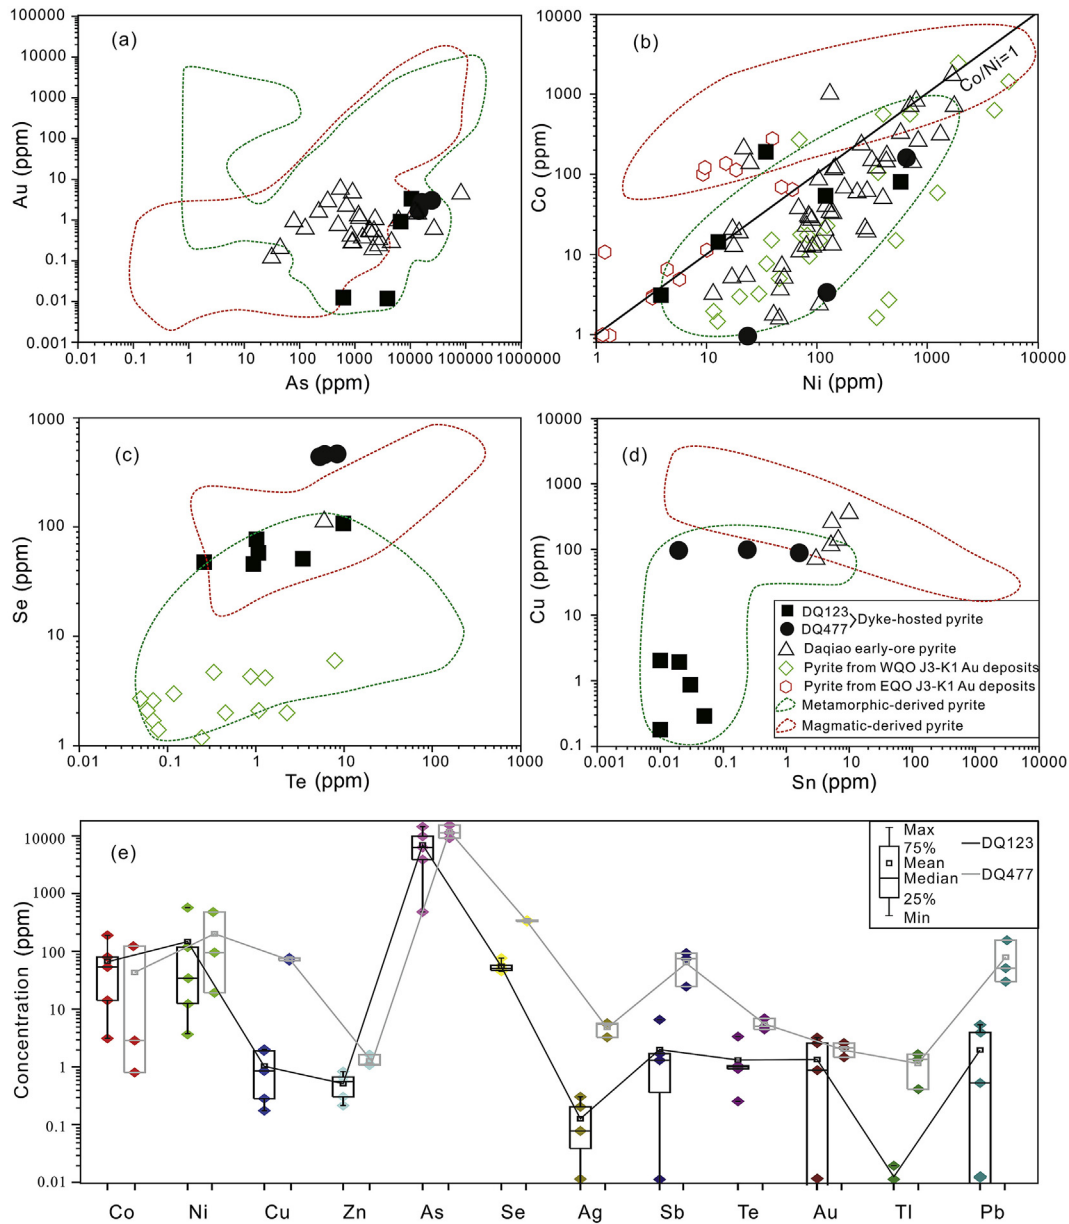 (a)
100000
10000
1000
100
10
1
0.1
0.01
0.001
Au (ppm)
0.01 0.1 1 10 100 1000 10000 1000000 10000000
As (ppm)
(b)
10000
1000
100
10
1
Co (ppm)
Co/Ni=1
1 10 100 1000 10000
Ni (ppm)
(c)
1000
100
10
1
Se (ppm)
0.01 0.1 1 10 100 1000
Te (ppm)
(d)
10000
1000
100
10
1
0.1
Cu (ppm)
0.001 0.01 0.1 1 10 100 1000 10000
Sn (ppm)
DQ123
DQ477
Dyke-hosted pyrite
Daqiao early-ore pyrite
Pyrite from WQO J3-K1 Au deposits
Pyrite from EQO J3-K1 Au deposits
Metamorphic-derived pyrite
Magmatic-derived pyrite
(e)
10000
1000
100
10
1
0.1
0.01
Concentration (ppm)
Max
75%
Mean
Median
25%
Min
DQ123
DQ477
Co Ni Cu Zn As Se Ag Sb Te Au Tl Pb